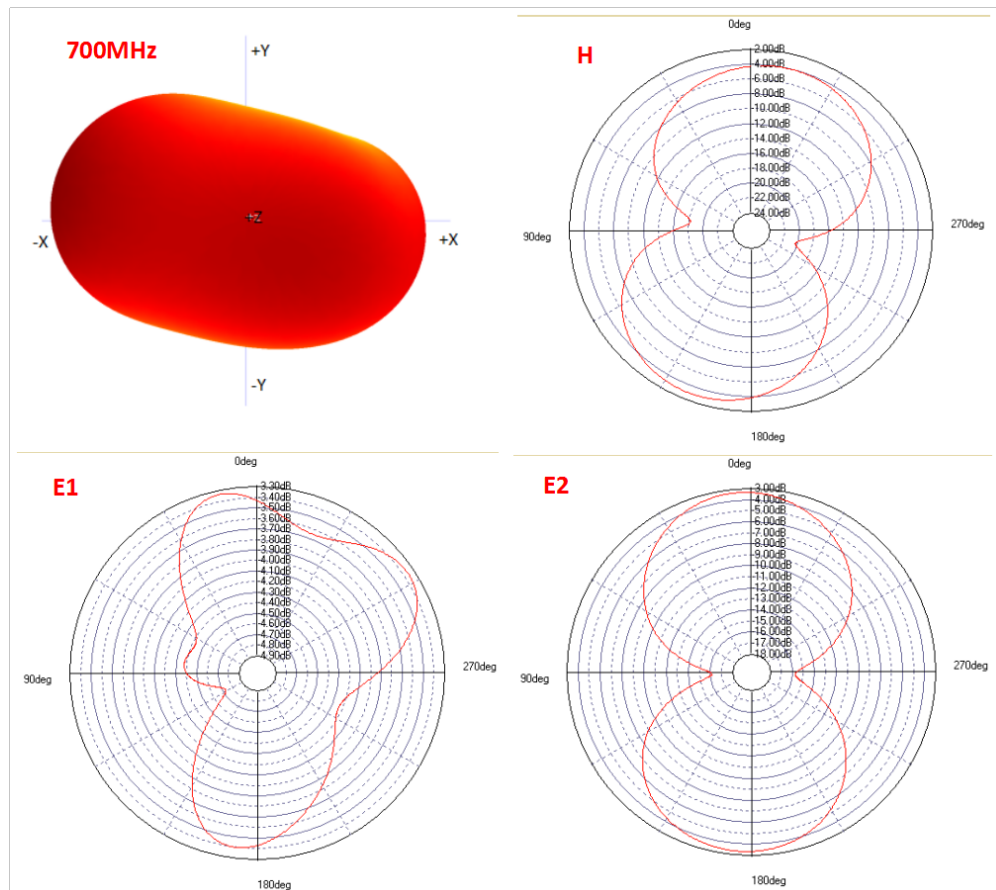 700MHz
+Y
+Z
-X
+X
-Y
H
0deg
2.00dB
4.00dB
6.00dB
8.00dB
10.00dB
12.00dB
14.00dB
16.00dB
18.00dB
20.00dB
22.00dB
24.00dB
90deg
270deg
180deg
E1
0deg
3.30dB
3.40dB
3.50dB
3.60dB
3.70dB
3.80dB
3.90dB
4.00dB
4.10dB
4.20dB
4.30dB
4.40dB
4.50dB
4.60dB
4.70dB
4.80dB
4.90dB
90deg
270deg
180deg
E2
0deg
3.00dB
4.00dB
5.00dB
6.00dB
7.00dB
8.00dB
9.00dB
10.00dB
11.00dB
12.00dB
13.00dB
14.00dB
15.00dB
16.00dB
17.00dB
18.00dB
90deg
270deg
180deg